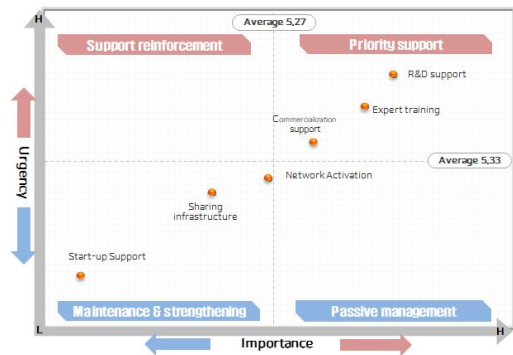 H
Average 5,27
Support reinforcement
Priority support
R&D support
Expert training
Commercialization
support
Average 5,33
Urgency
Network Activation
Sharing
infrastructure
Start-up Support
Maintenance & strengthening
Passive management
L
H
Importance